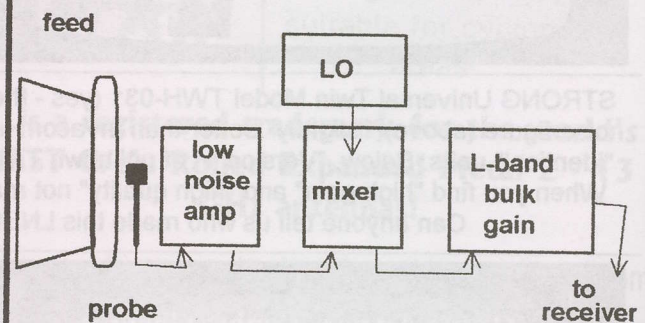 feed
LO
low
noise
amp
mixer
L-band
bulk
gain
probe
to
receiver